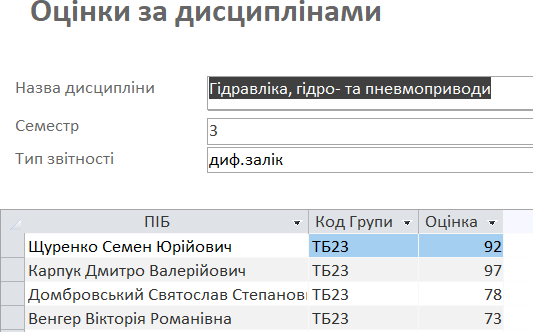 Оцінки за дисциплінами
Назва дисципліни Гідравліка, гідро- та пневмоприводи
Семестр 3
Тип звітності диф.залік
ПІБ Код Групи Оцінка
Щуренко Семен Юрійович ТБ23 92
Карпук Дмитро Валерійович ТБ23 97
Домбровський Святослав Степанови ТБ23 78
Венгер Вікторія Романівна ТБ23 73